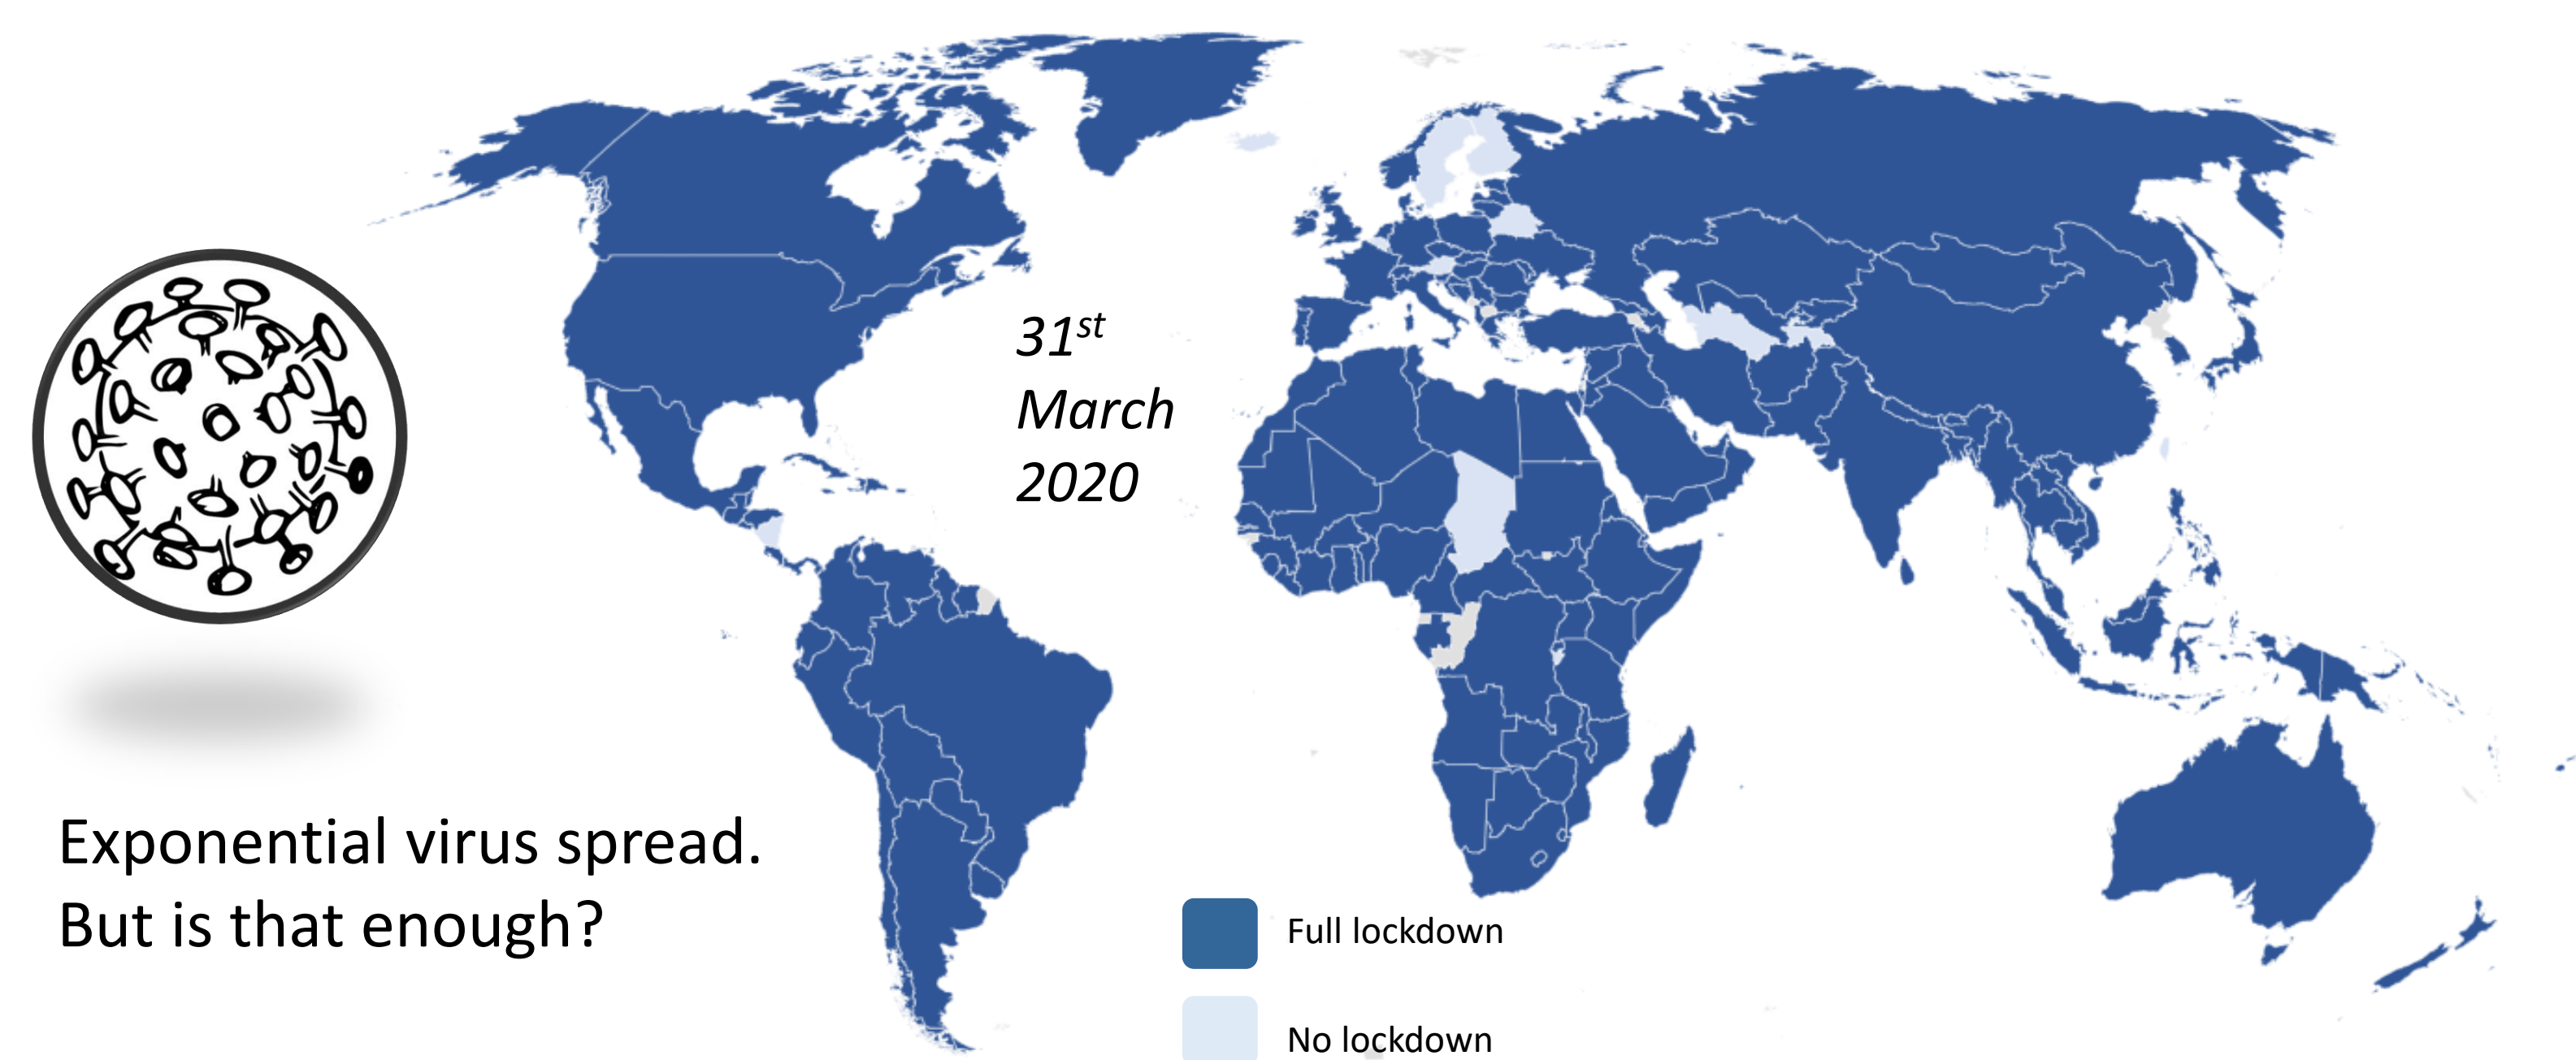 31st
March
2020
Exponential virus spread.
But is that enough?
Full lockdown
No lockdown